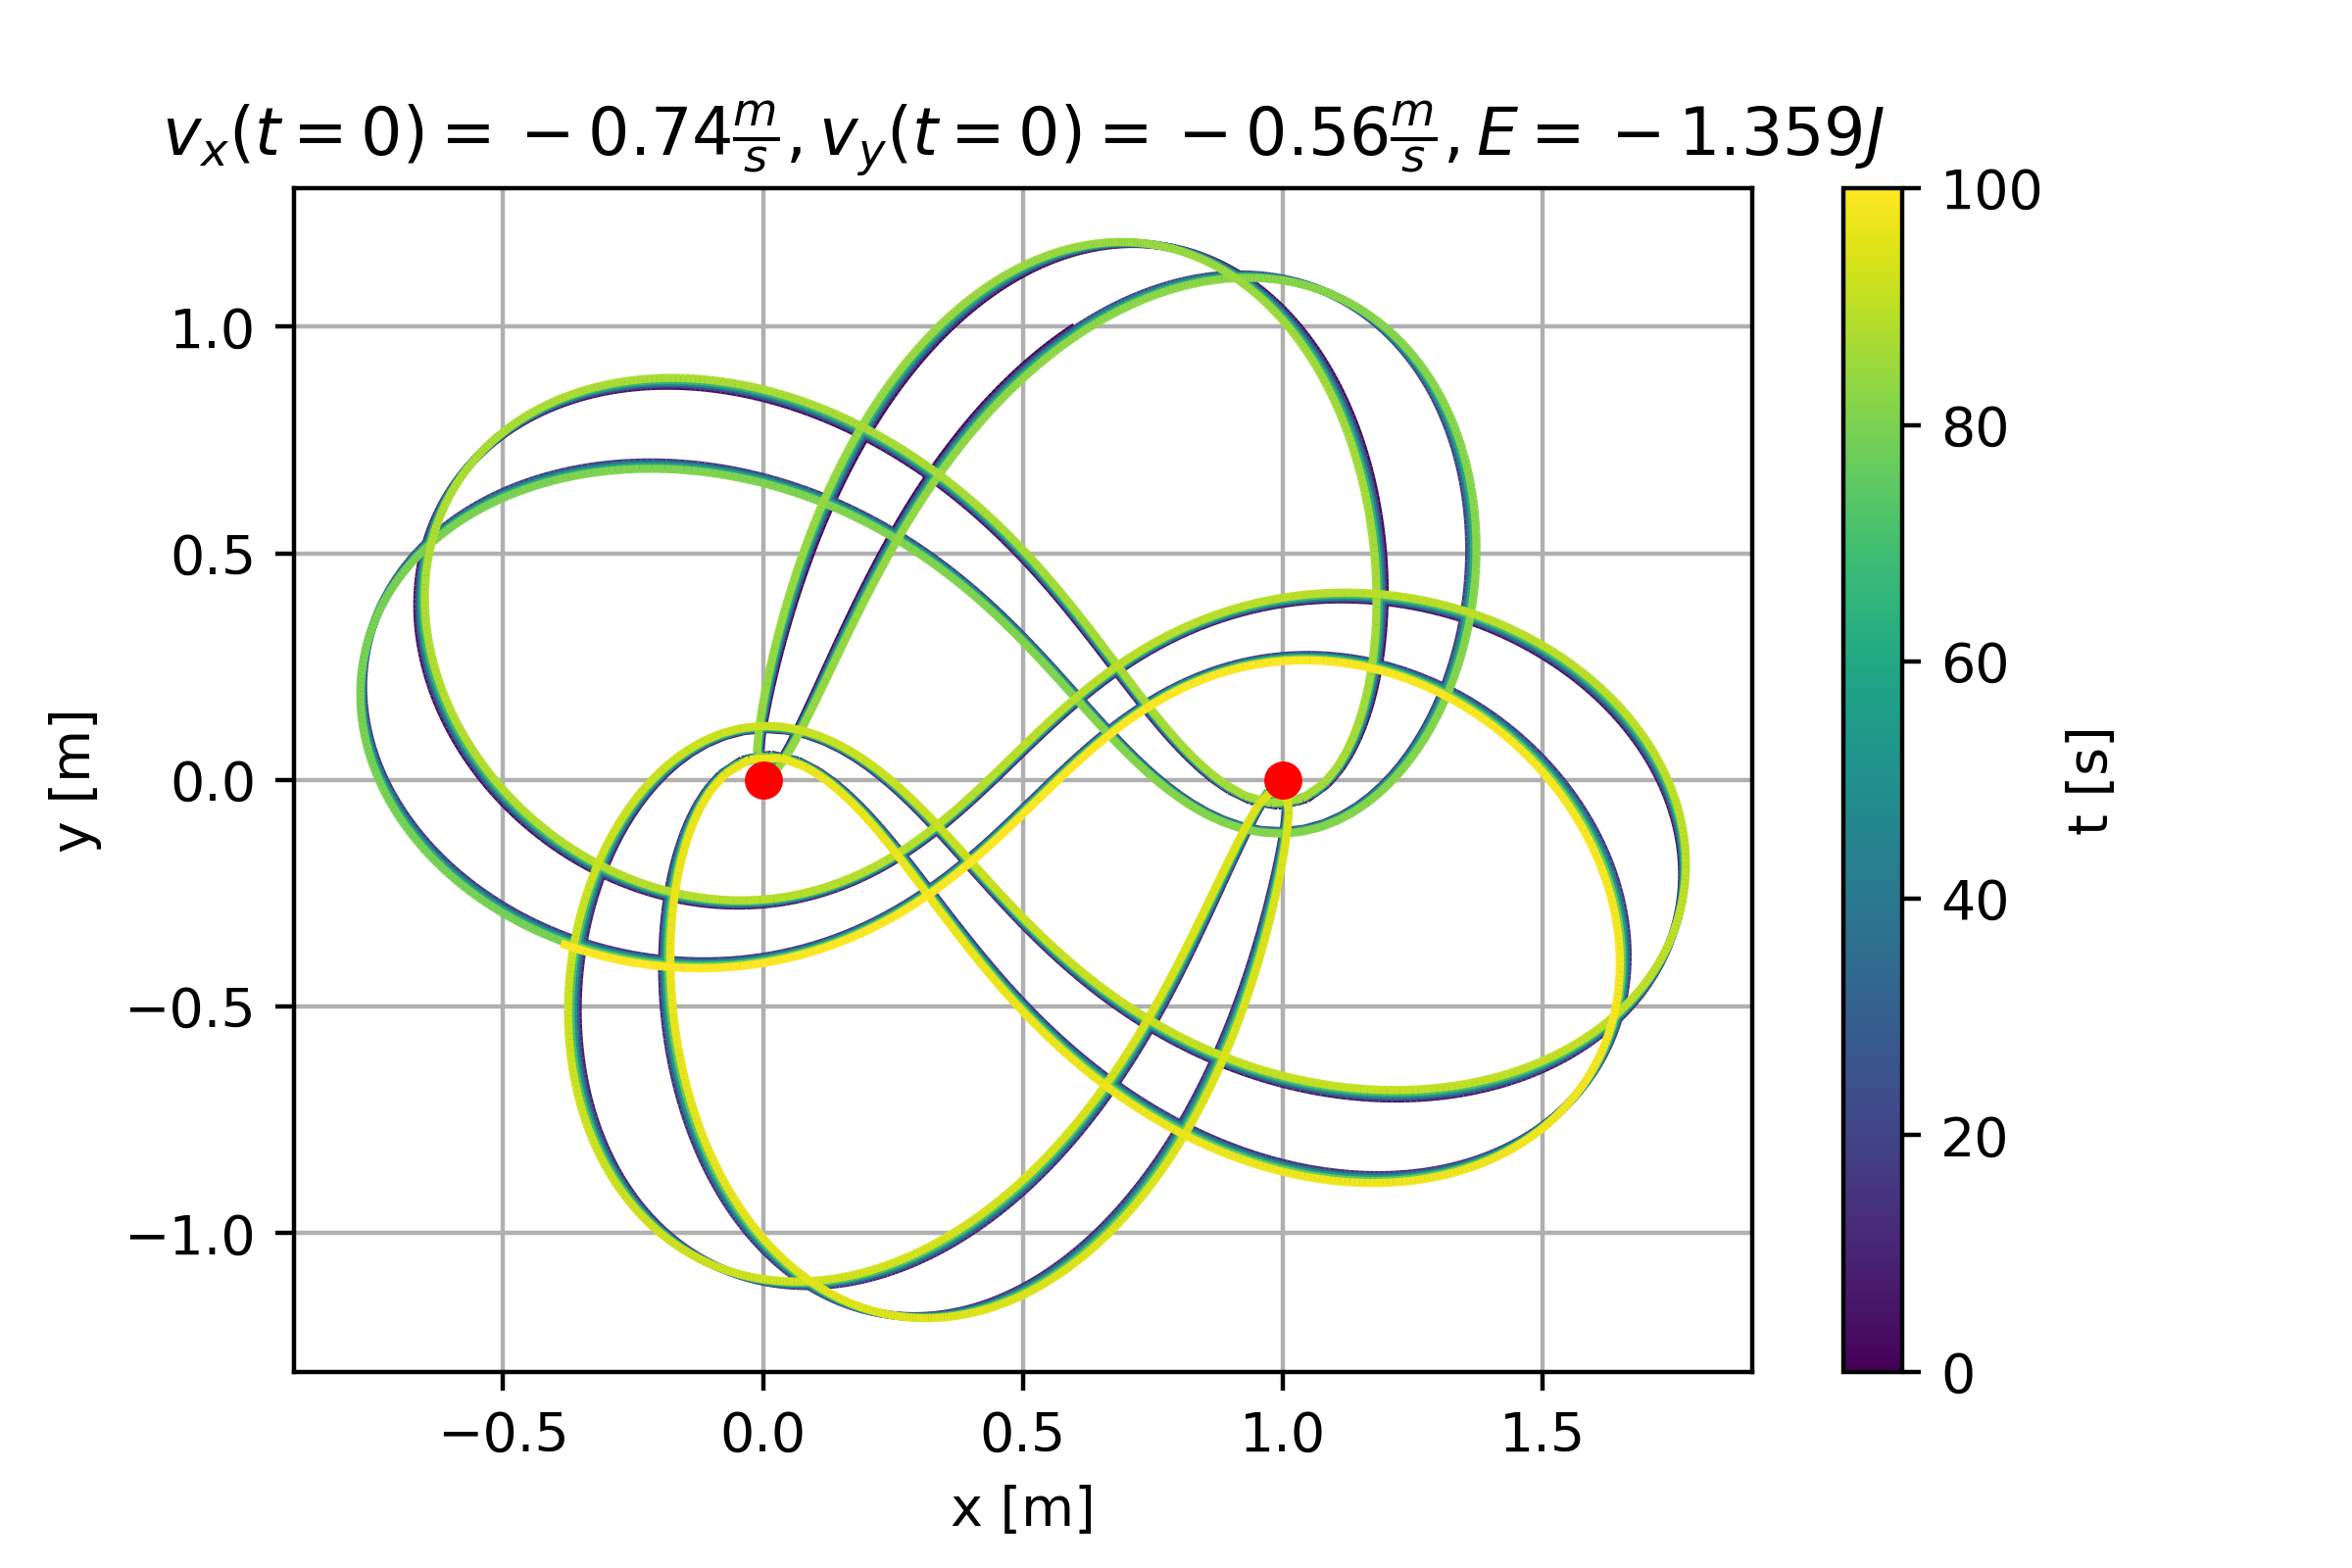 v_x(t = 0) = −0.74 m/s, v_y(t = 0) = −0.56 m/s, E = −1.359J
1.0
0.5
0.0
−0.5
−1.0
y [m]
−0.5 0.0 0.5 1.0 1.5
x [m]
100
80
60
40
20
0
t [s]